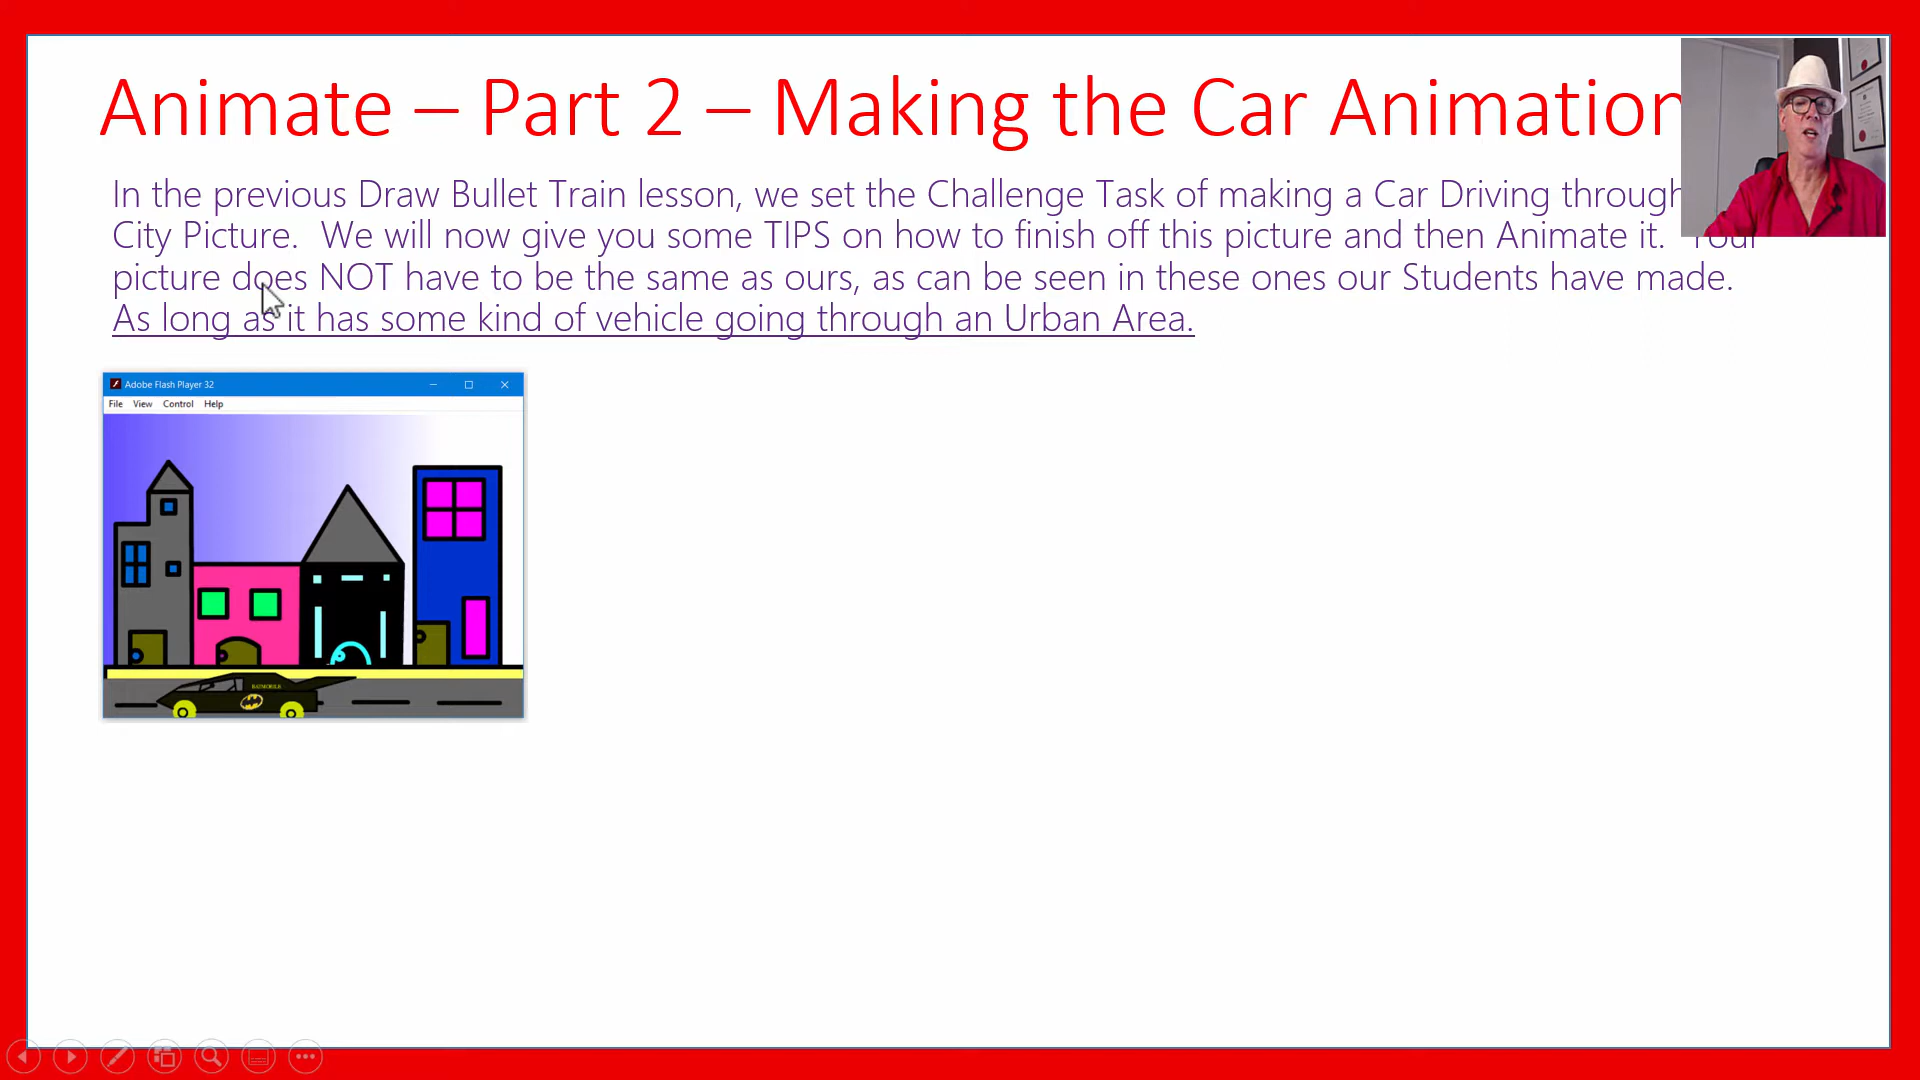 Animate – Part 2 – Making the Car Animation
In the previous Draw Bullet Train lesson, we set the Challenge Task of making a Car Driving through
City Picture.  We will now give you some TIPS on how to finish off this picture and then Animate it.  Your
picture does NOT have to be the same as ours, as can be seen in these ones our Students have made.
As long as it has some kind of vehicle going through an Urban Area.
Adobe Flash Player 32
File View Control Help
BATMOBILE